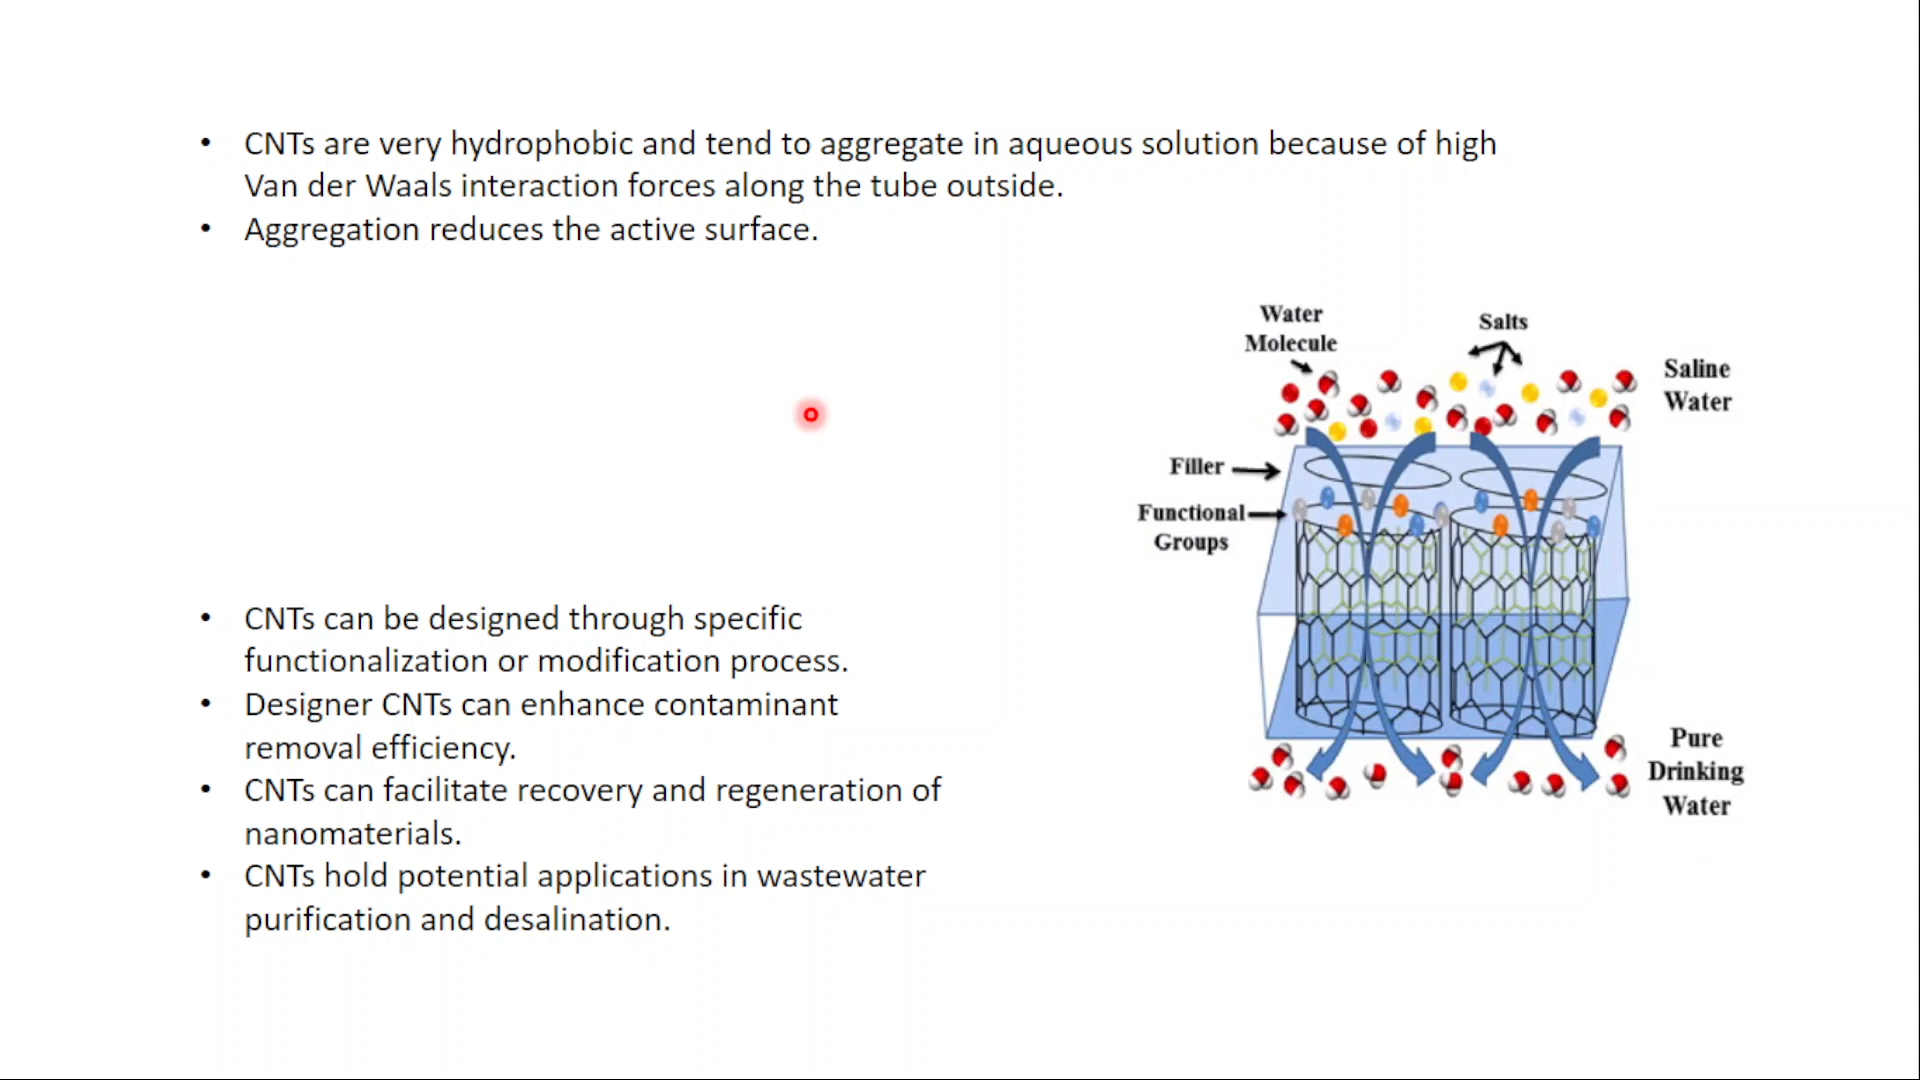 • CNTs are very hydrophobic and tend to aggregate in aqueous solution because of high
Van der Waals interaction forces along the tube outside.
• Aggregation reduces the active surface.
Water
Molecule
Salts
Saline
Water
Filler
Functional
Groups
• CNTs can be designed through specific
functionalization or modification process.
• Designer CNTs can enhance contaminant
removal efficiency.
• CNTs can facilitate recovery and regeneration of
nanomaterials.
• CNTs hold potential applications in wastewater
purification and desalination.
Pure
Drinking
Water